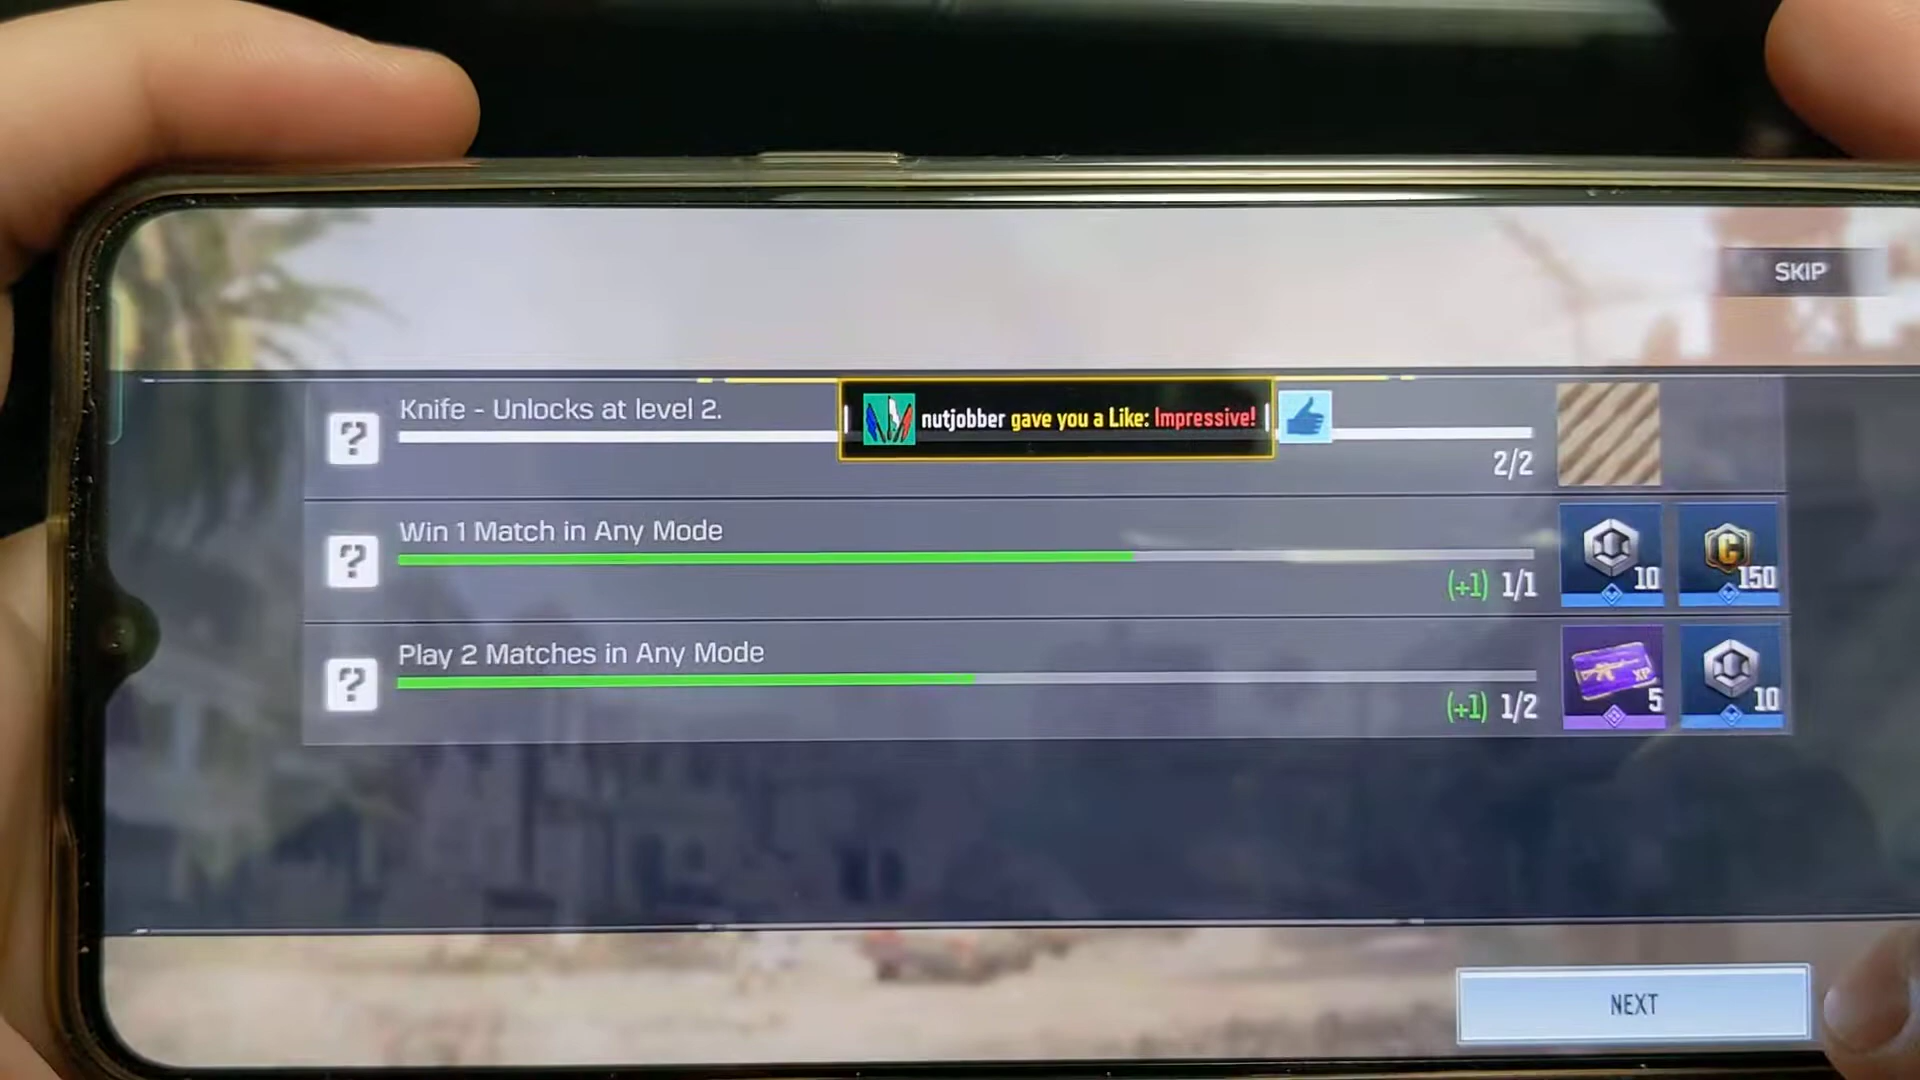 SKIP
Knife - Unlocks at level 2.
nutjobber gave you a Like: Impressive!
2/2
Win 1 Match in Any Mode
(+1) 1/1
10
C
150
Play 2 Matches in Any Mode
(+1) 1/2
XP
5
10
NEXT